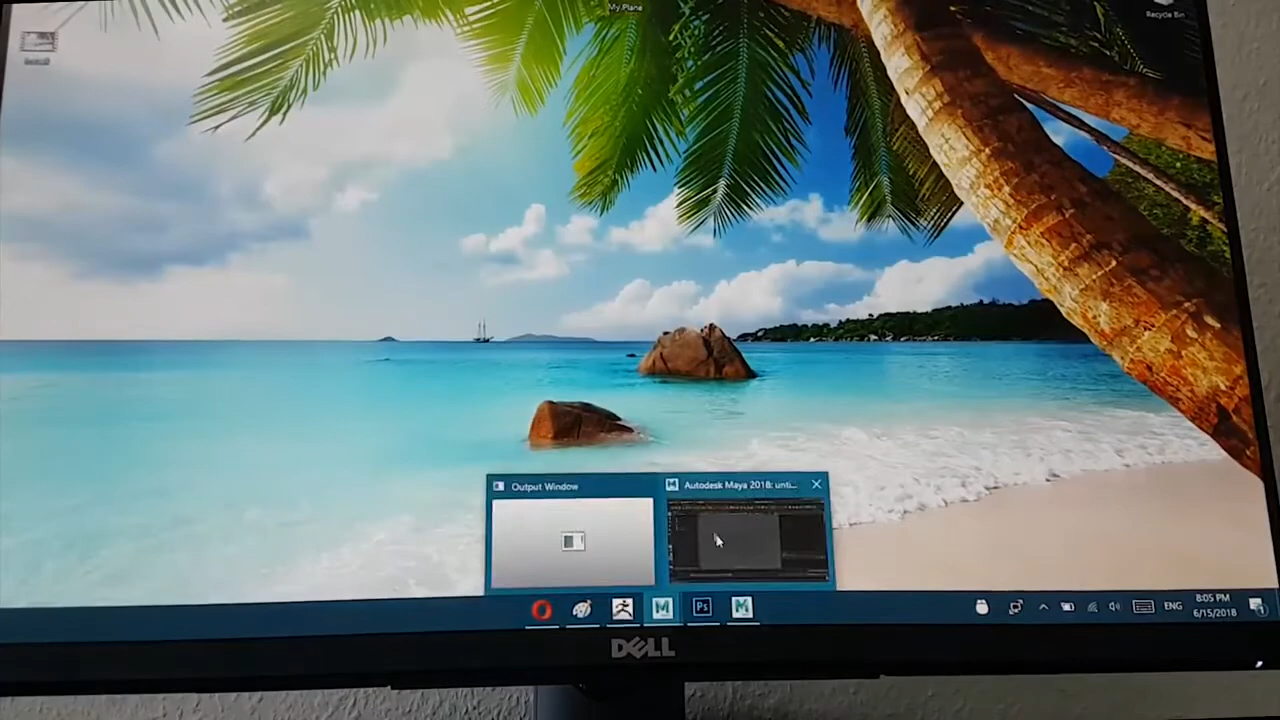 My Plane
Recycle Bin
Output Window
Autodesk Maya 2018: unti...
M
M
Ps
ENG
8:05 PM
6/15/2018
DELL